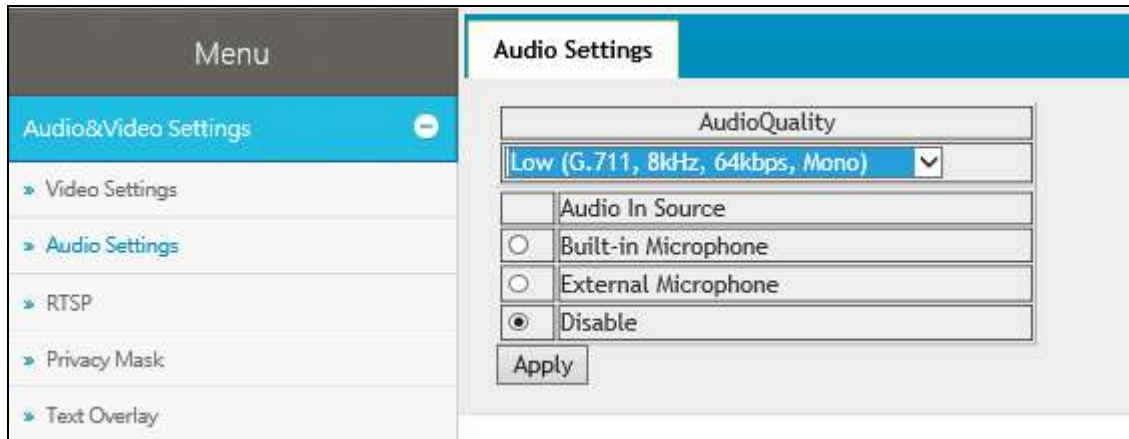 Menu
Audio&Video Settings
» Video Settings
» Audio Settings
» RTSP
» Privacy Mask
» Text Overlay
Audio Settings
AudioQuality
Low (G.711, 8kHz, 64kbps, Mono)
Audio In Source
Built-in Microphone
External Microphone
Disable
Apply